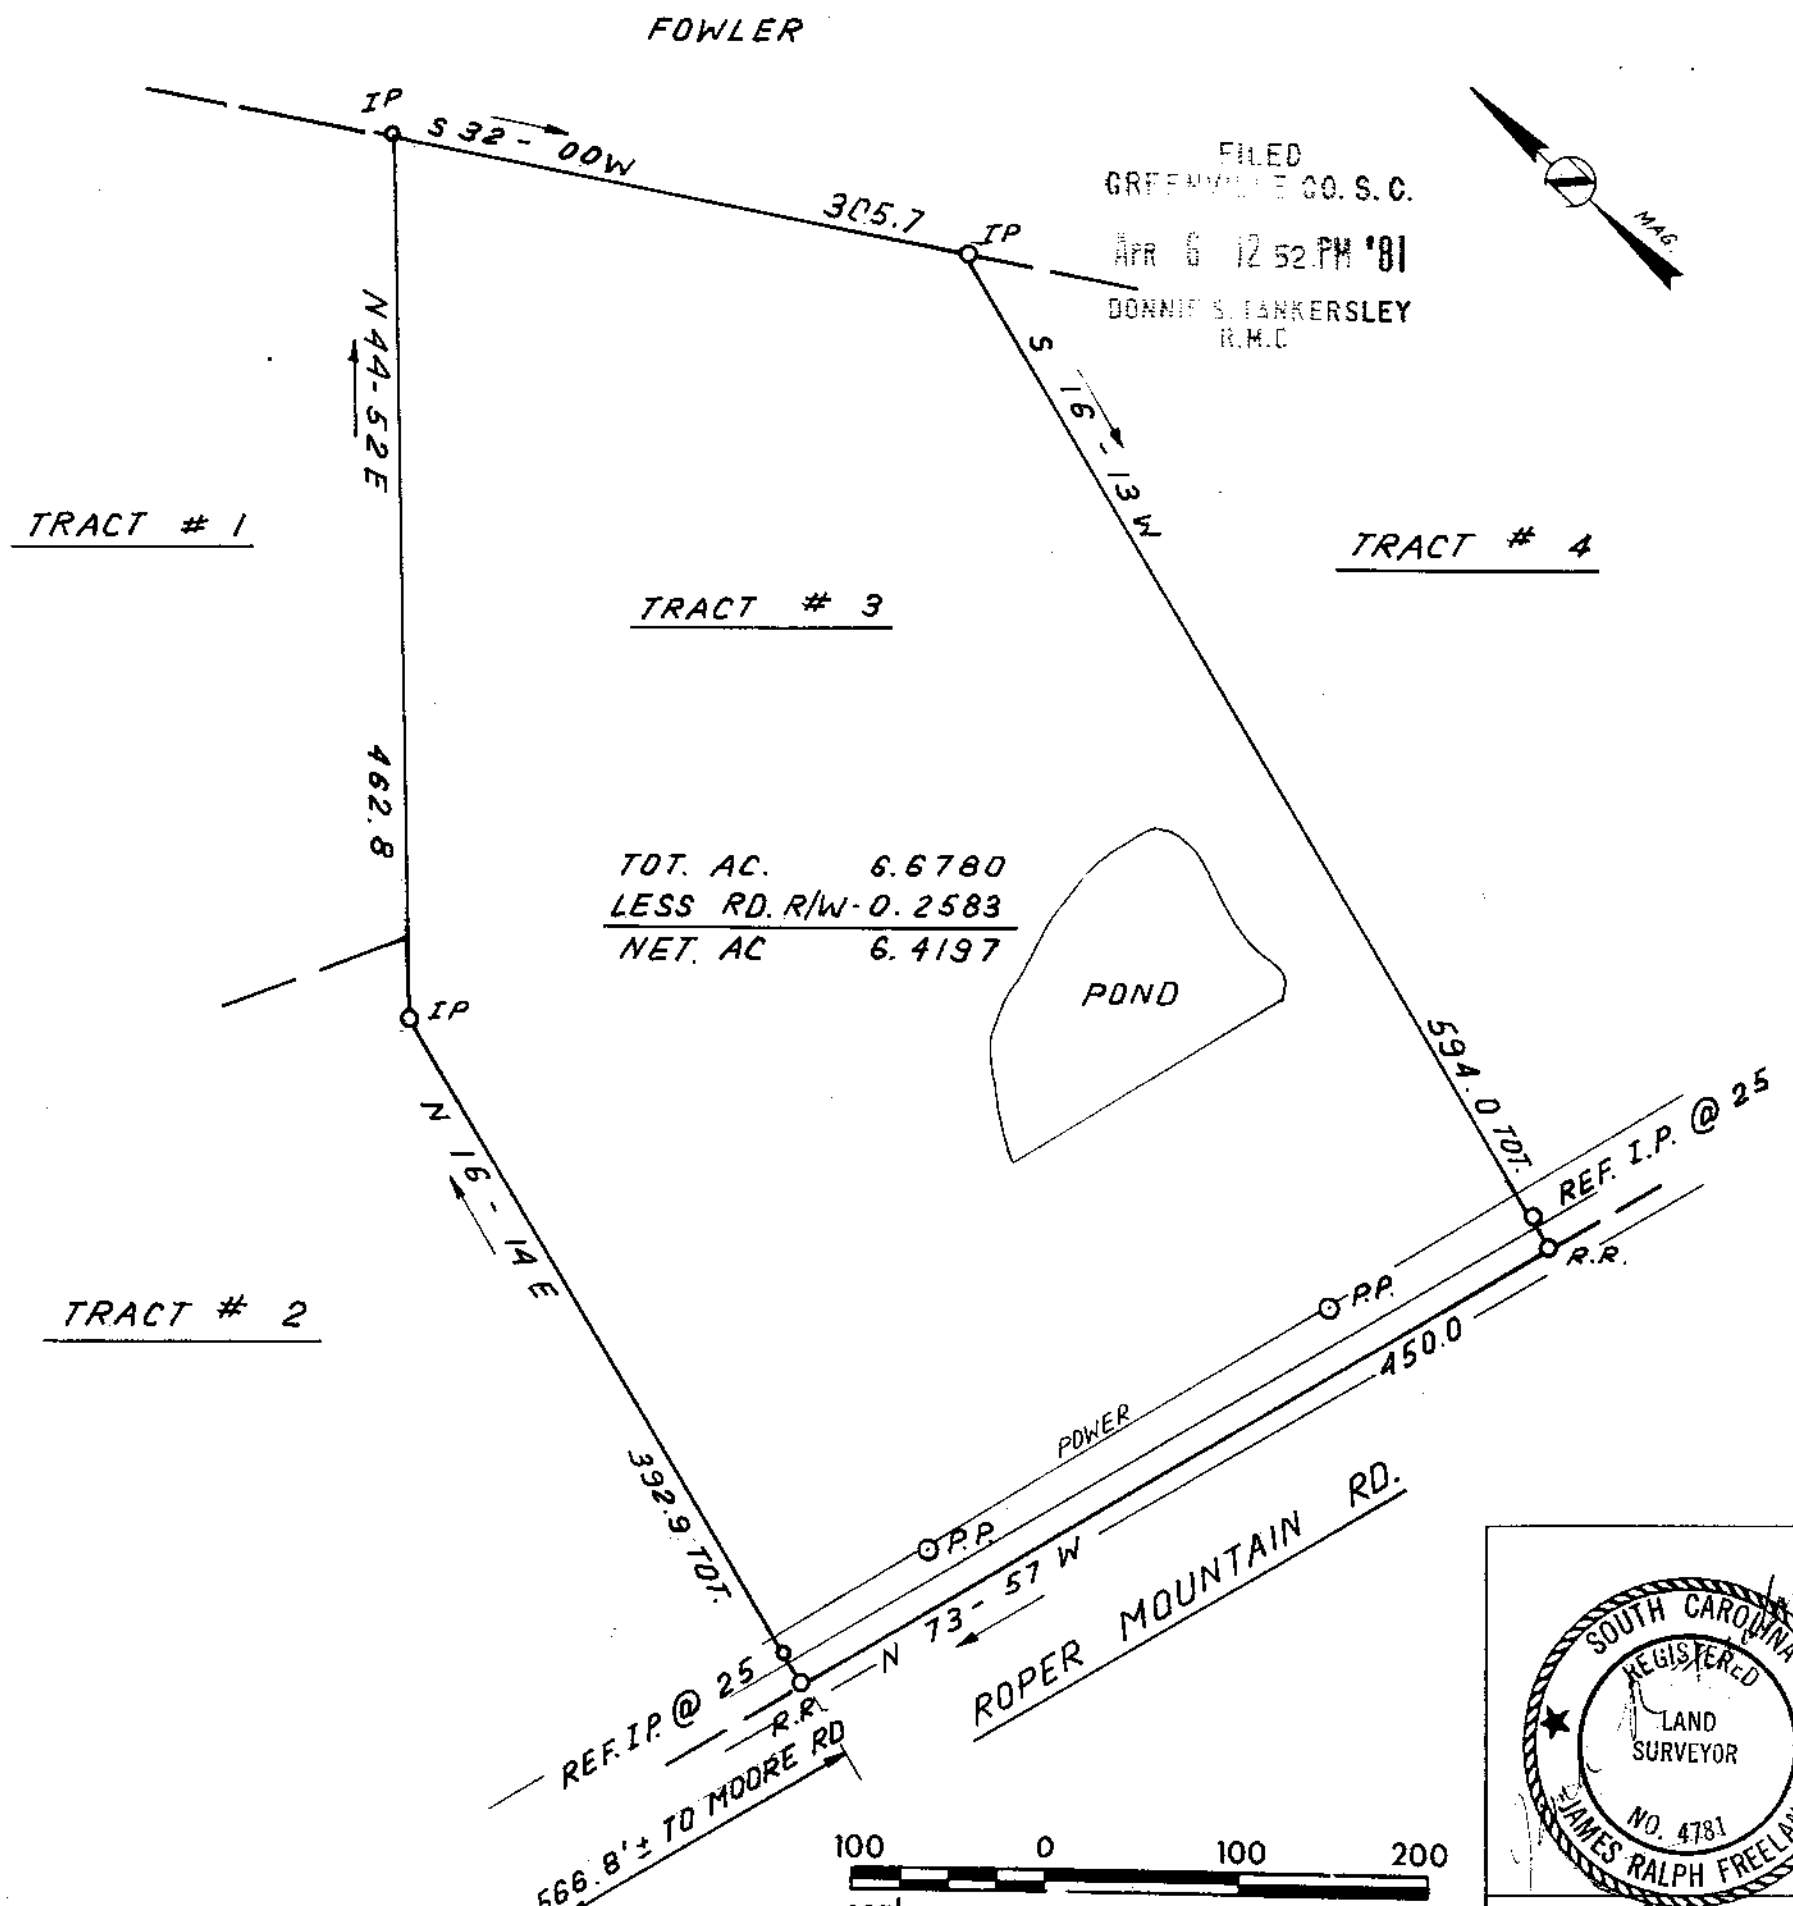 FOWLER
IP
S 32 - 00W
305.7
IP
FILED
GREENVILLE CO. S. C.
APR 6 12 52 PM '81
DONNIE S. TANKERSLEY
R.M.C
MAG.
N 44-52 E
S 16 - 13 W
TRACT # 1
TRACT # 3
TRACT # 4
462.8
TOT. AC. 6.6780
LESS RD. R/W- 0.2583
NET. AC 6.4197
POND
IP
594.0 TOT.
REF. I.P. @ 25
R.R.
N 16 - 14 E
TRACT # 2
P.P.
450.0
POWER
392.9 TOT.
P.P.
N 73 - 57 W
ROPER MOUNTAIN RD.
REF. I.P. @ 25
R.R.
566.8'± TO MOORE RD
100 0 100 200
SOUTH CAROLINA
REGISTERED
LAND
SURVEYOR
NO. 4781
JAMES RALPH FREELAN